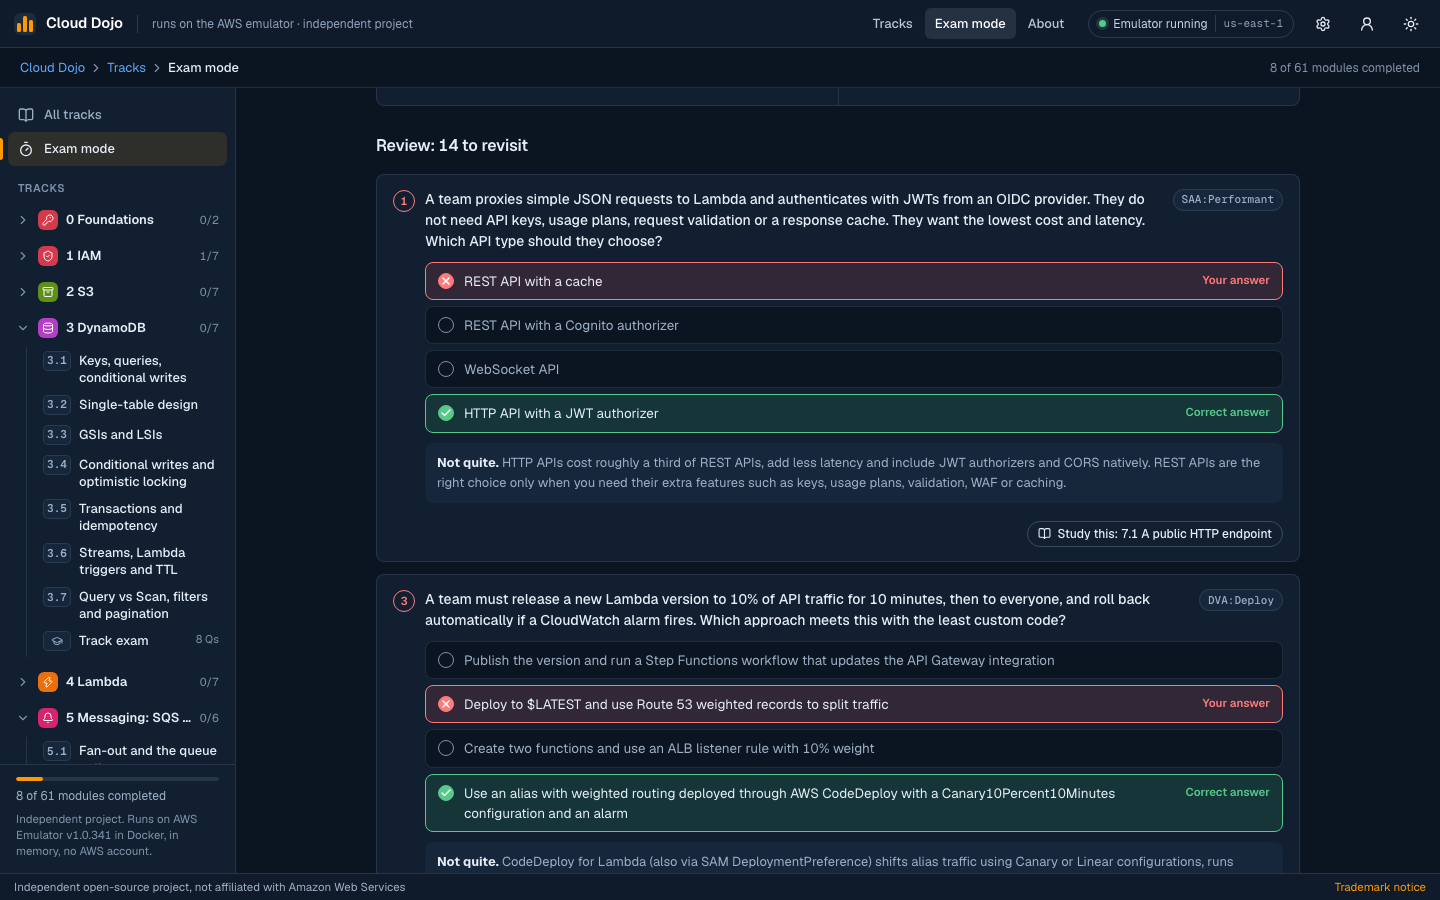 Cloud Dojo
runs on the AWS emulator · independent project
Tracks
Exam mode
About
Emulator running
us-east-1
Cloud Dojo
Tracks
Exam mode
8 of 61 modules completed
All tracks
Exam mode
TRACKS
0 Foundations
0/2
1 IAM
1/7
2 S3
0/7
3 DynamoDB
0/7
3.1
Keys, queries,
conditional writes
3.2
Single-table design
3.3
GSIs and LSIs
3.4
Conditional writes and
optimistic locking
3.5
Transactions and
idempotency
3.6
Streams, Lambda
triggers and TTL
3.7
Query vs Scan, filters
and pagination
Track exam
8 Qs
4 Lambda
0/7
5 Messaging: SQS ...
0/6
5.1
Fan-out and the queue
8 of 61 modules completed
Independent project. Runs on AWS
Emulator v1.0.341 in Docker, in
memory, no AWS account.
Review: 14 to revisit
1
A team proxies simple JSON requests to Lambda and authenticates with JWTs from an OIDC provider. They do
not need API keys, usage plans, request validation or a response cache. They want the lowest cost and latency.
Which API type should they choose?
SAA:Performant
REST API with a cache
Your answer
REST API with a Cognito authorizer
WebSocket API
HTTP API with a JWT authorizer
Correct answer
Not quite. HTTP APIs cost roughly a third of REST APIs, add less latency and include JWT authorizers and CORS natively. REST APIs are the
right choice only when you need their extra features such as keys, usage plans, validation, WAF or caching.
Study this: 7.1 A public HTTP endpoint
3
A team must release a new Lambda version to 10% of API traffic for 10 minutes, then to everyone, and roll back
automatically if a CloudWatch alarm fires. Which approach meets this with the least custom code?
DVA:Deploy
Publish the version and run a Step Functions workflow that updates the API Gateway integration
Deploy to $LATEST and use Route 53 weighted records to split traffic
Your answer
Create two functions and use an ALB listener rule with 10% weight
Use an alias with weighted routing deployed through AWS CodeDeploy with a Canary10Percent10Minutes
configuration and an alarm
Correct answer
Not quite. CodeDeploy for Lambda (also via SAM DeploymentPreference) shifts alias traffic using Canary or Linear configurations, runs
Independent open-source project, not affiliated with Amazon Web Services
Trademark notice